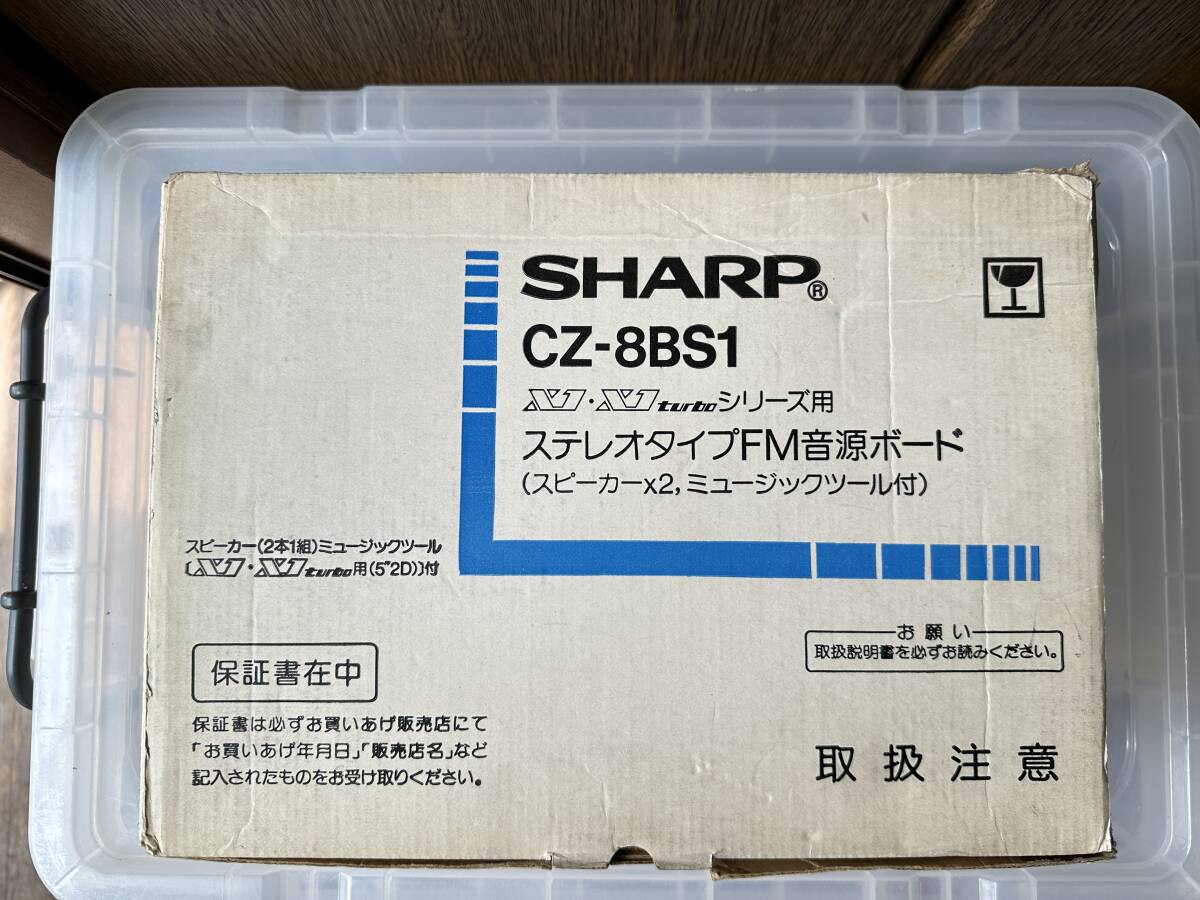 SHARP®
CZ-8BS1
X1・X1turboシリーズ用
ステレオタイプFM音源ボード
(スピーカーx2,ミュージックツール付)
スピーカー(2本1組)ミュージックツール
〔X1・X1turbo用(5"2D)〕付
保証書在中
保証書は必ずお買いあげ販売店にて
「お買いあげ年月日」「販売店名」など
記入されたものをお受け取りください。
お願い
取扱説明書を必ずお読みください。
取扱注意